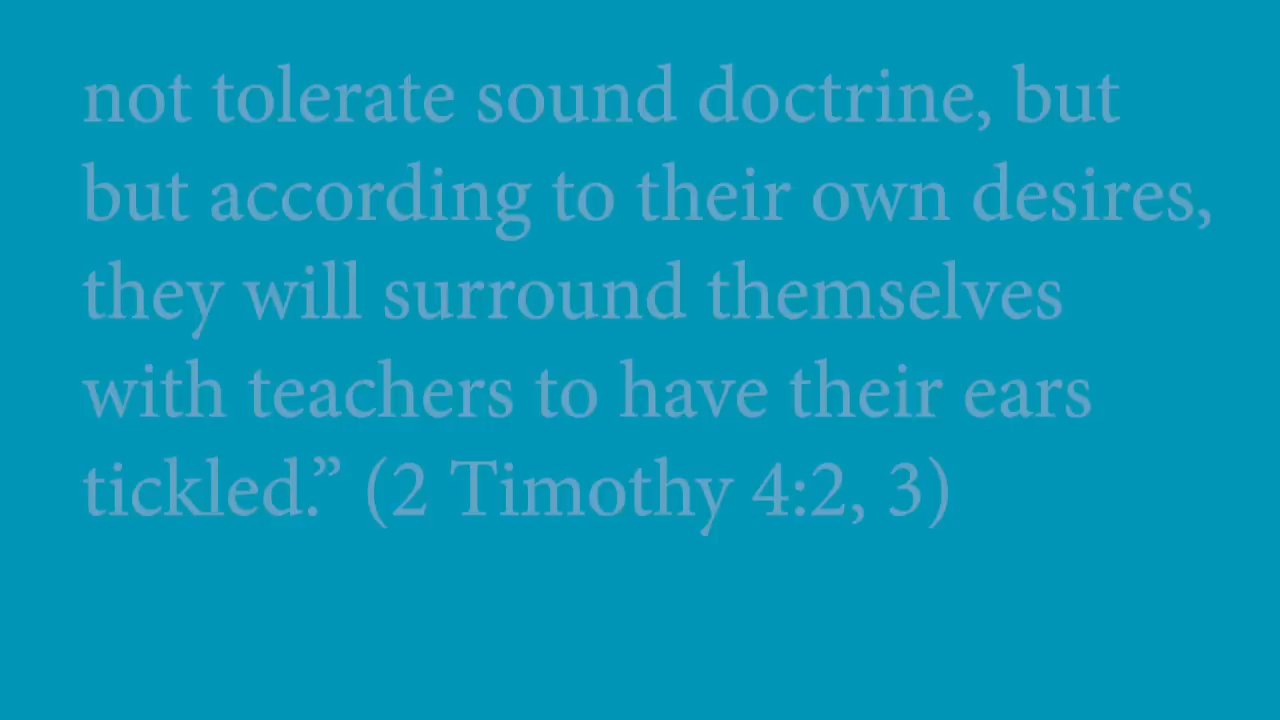 not tolerate sound doctrine, but
but according to their own desires,
they will surround themselves
with teachers to have their ears
tickled.” (2 Timothy 4:2, 3)